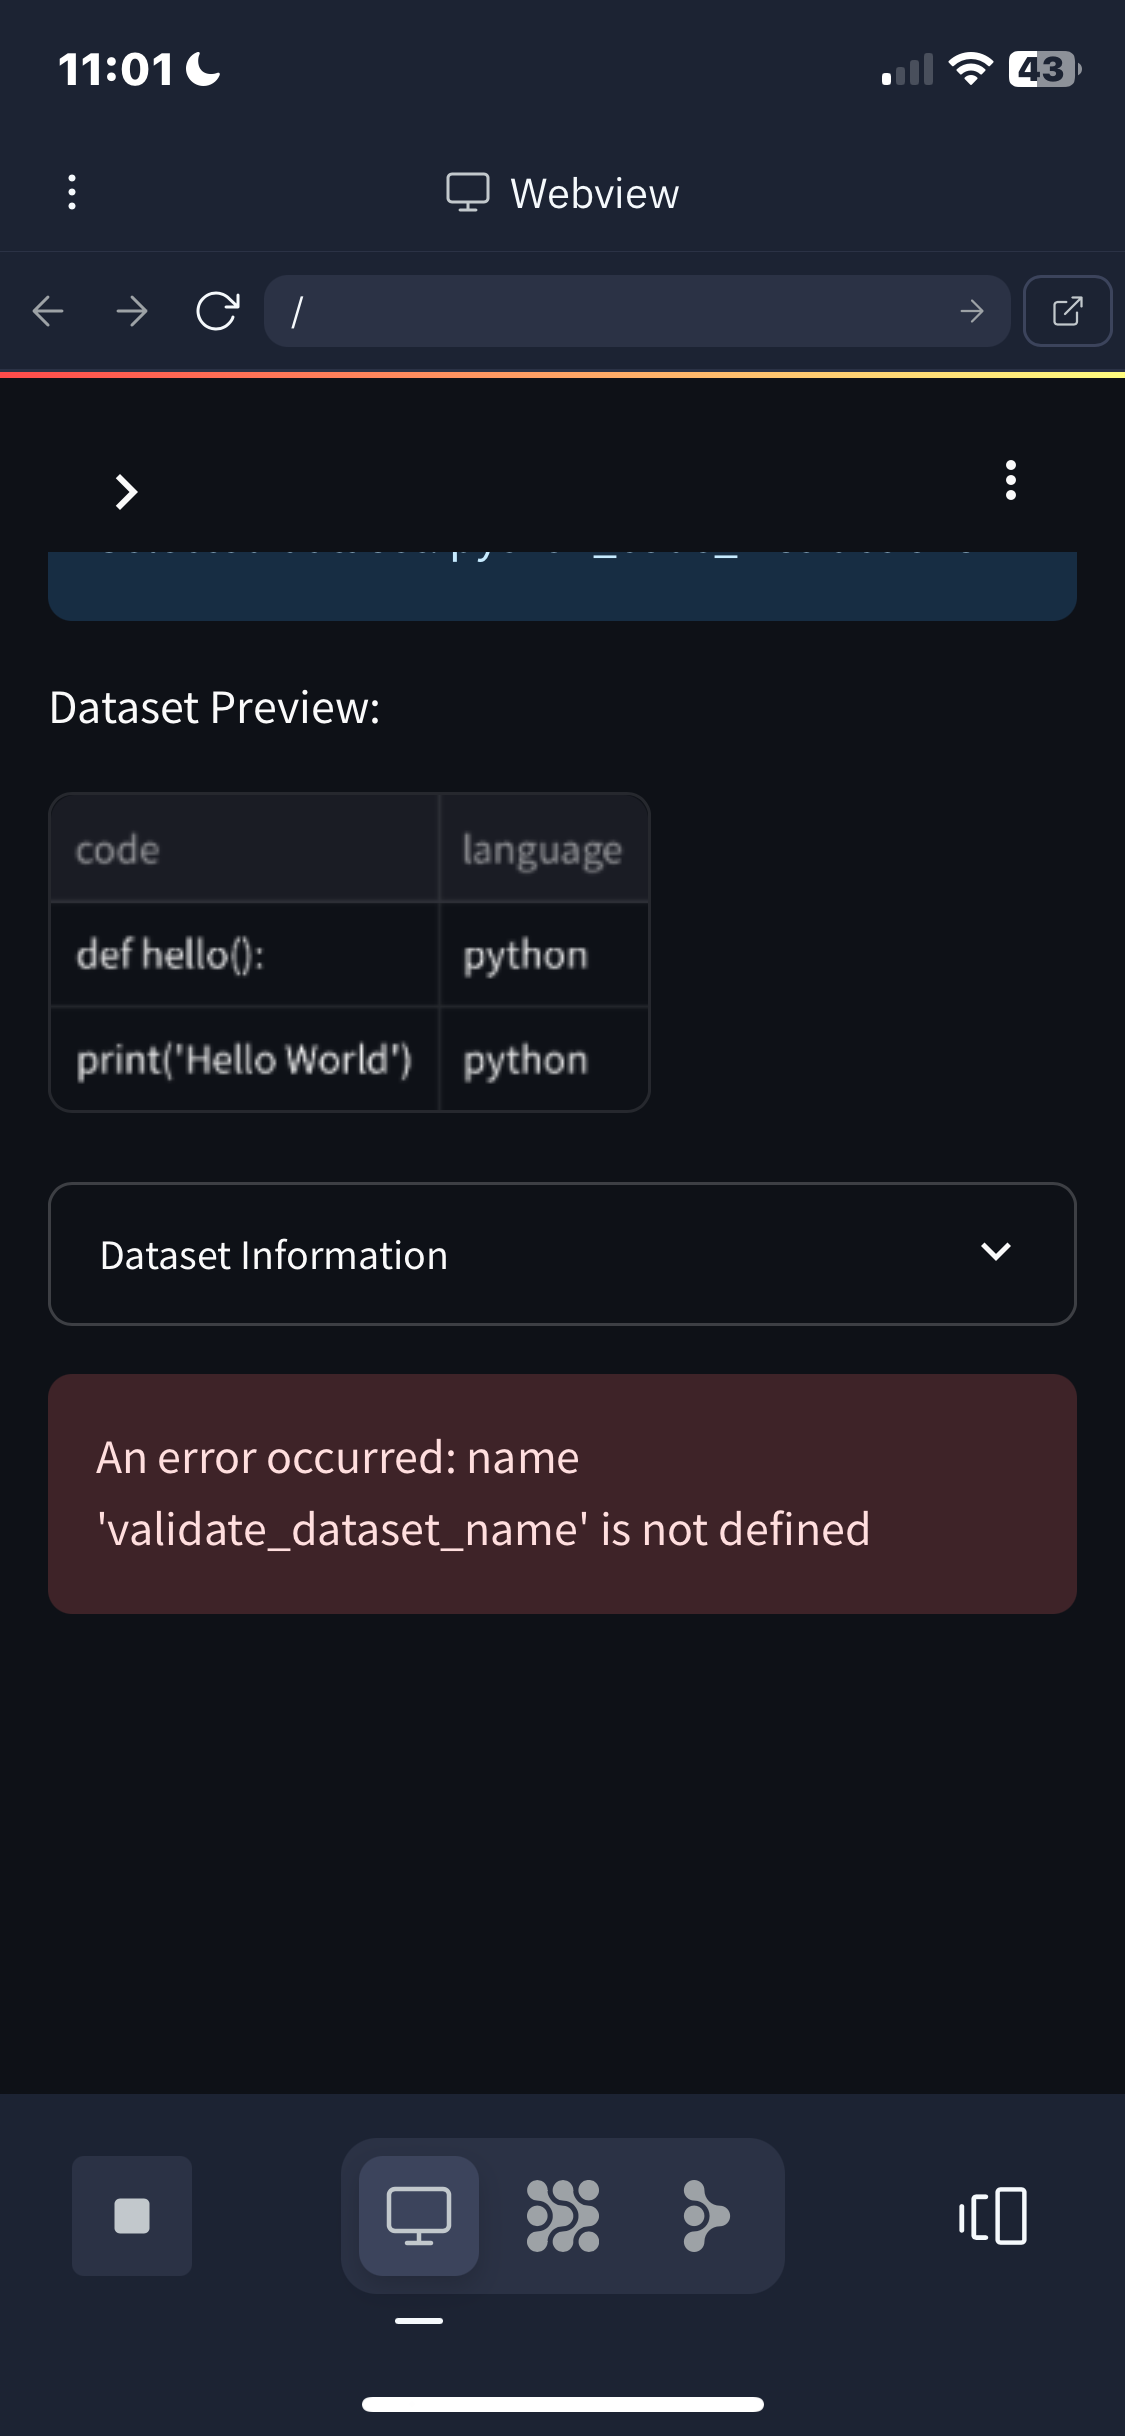 11:01
43
Webview
/
Dataset Preview:
code language
def hello(): python
print('Hello World') python
Dataset Information
An error occurred: name
'validate_dataset_name' is not defined